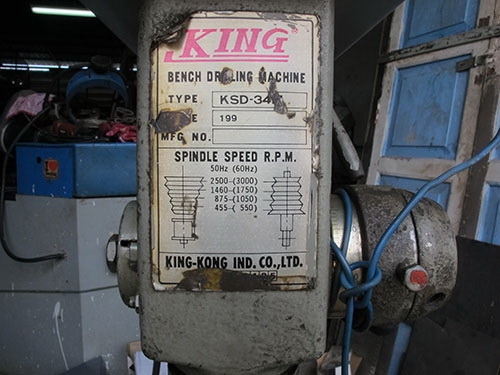 KING
BENCH DRILLING MACHINE
TYPE KSD-34
199
MFG NO.
SPINDLE SPEED R.P.M.
50Hz (60Hz)
2500-(3000)
1460-(1750)
875-(1050)
455-( 550)
KING-KONG IND. CO., LTD.